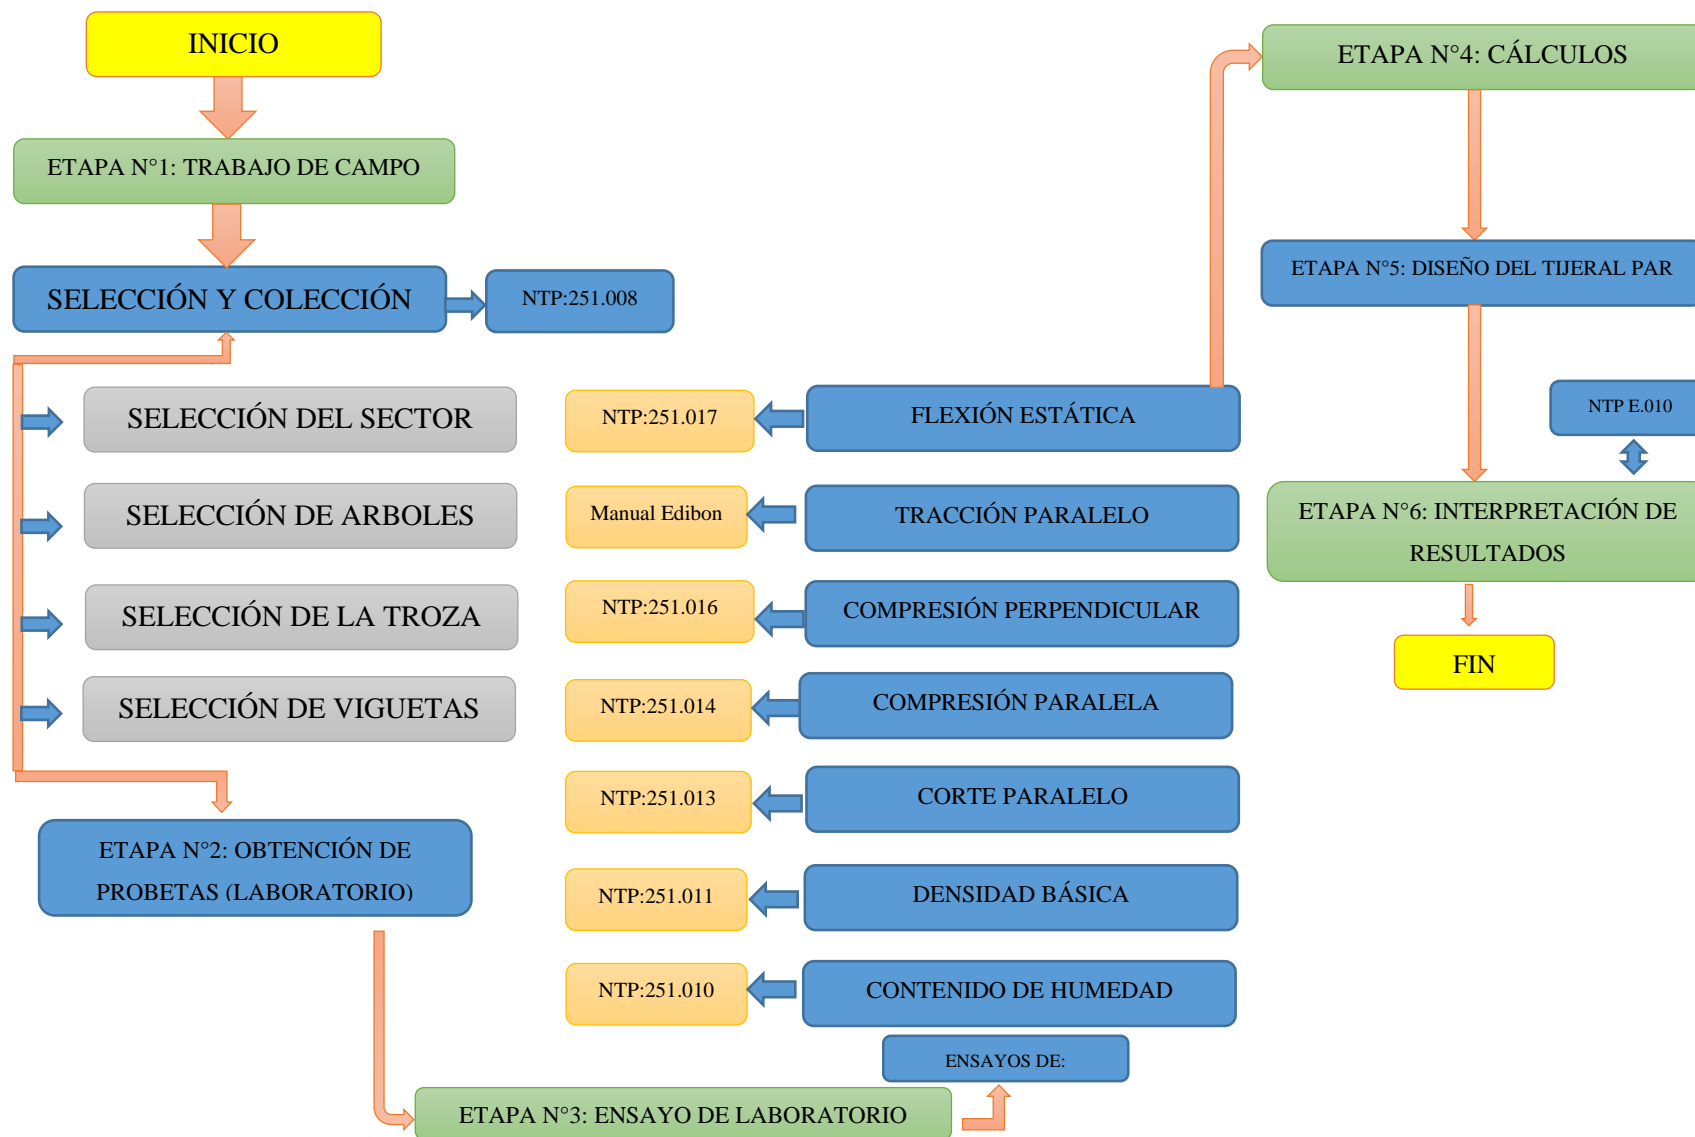 INICIO
ETAPA N°1: TRABAJO DE CAMPO
SELECCIÓN Y COLECCIÓN
NTP:251.008
SELECCIÓN DEL SECTOR
SELECCIÓN DE ARBOLES
SELECCIÓN DE LA TROZA
SELECCIÓN DE VIGUETAS
ETAPA N°2: OBTENCIÓN DE
PROBETAS (LABORATORIO)
ETAPA N°3: ENSAYO DE LABORATORIO
ENSAYOS DE:
NTP:251.017
FLEXIÓN ESTÁTICA
Manual Edibon
TRACCIÓN PARALELO
NTP:251.016
COMPRESIÓN PERPENDICULAR
NTP:251.014
COMPRESIÓN PARALELA
NTP:251.013
CORTE PARALELO
NTP:251.011
DENSIDAD BÁSICA
NTP:251.010
CONTENIDO DE HUMEDAD
ETAPA N°4: CÁLCULOS
ETAPA N°5: DISEÑO DEL TIJERAL PAR
NTP E.010
ETAPA N°6: INTERPRETACIÓN DE
RESULTADOS
FIN